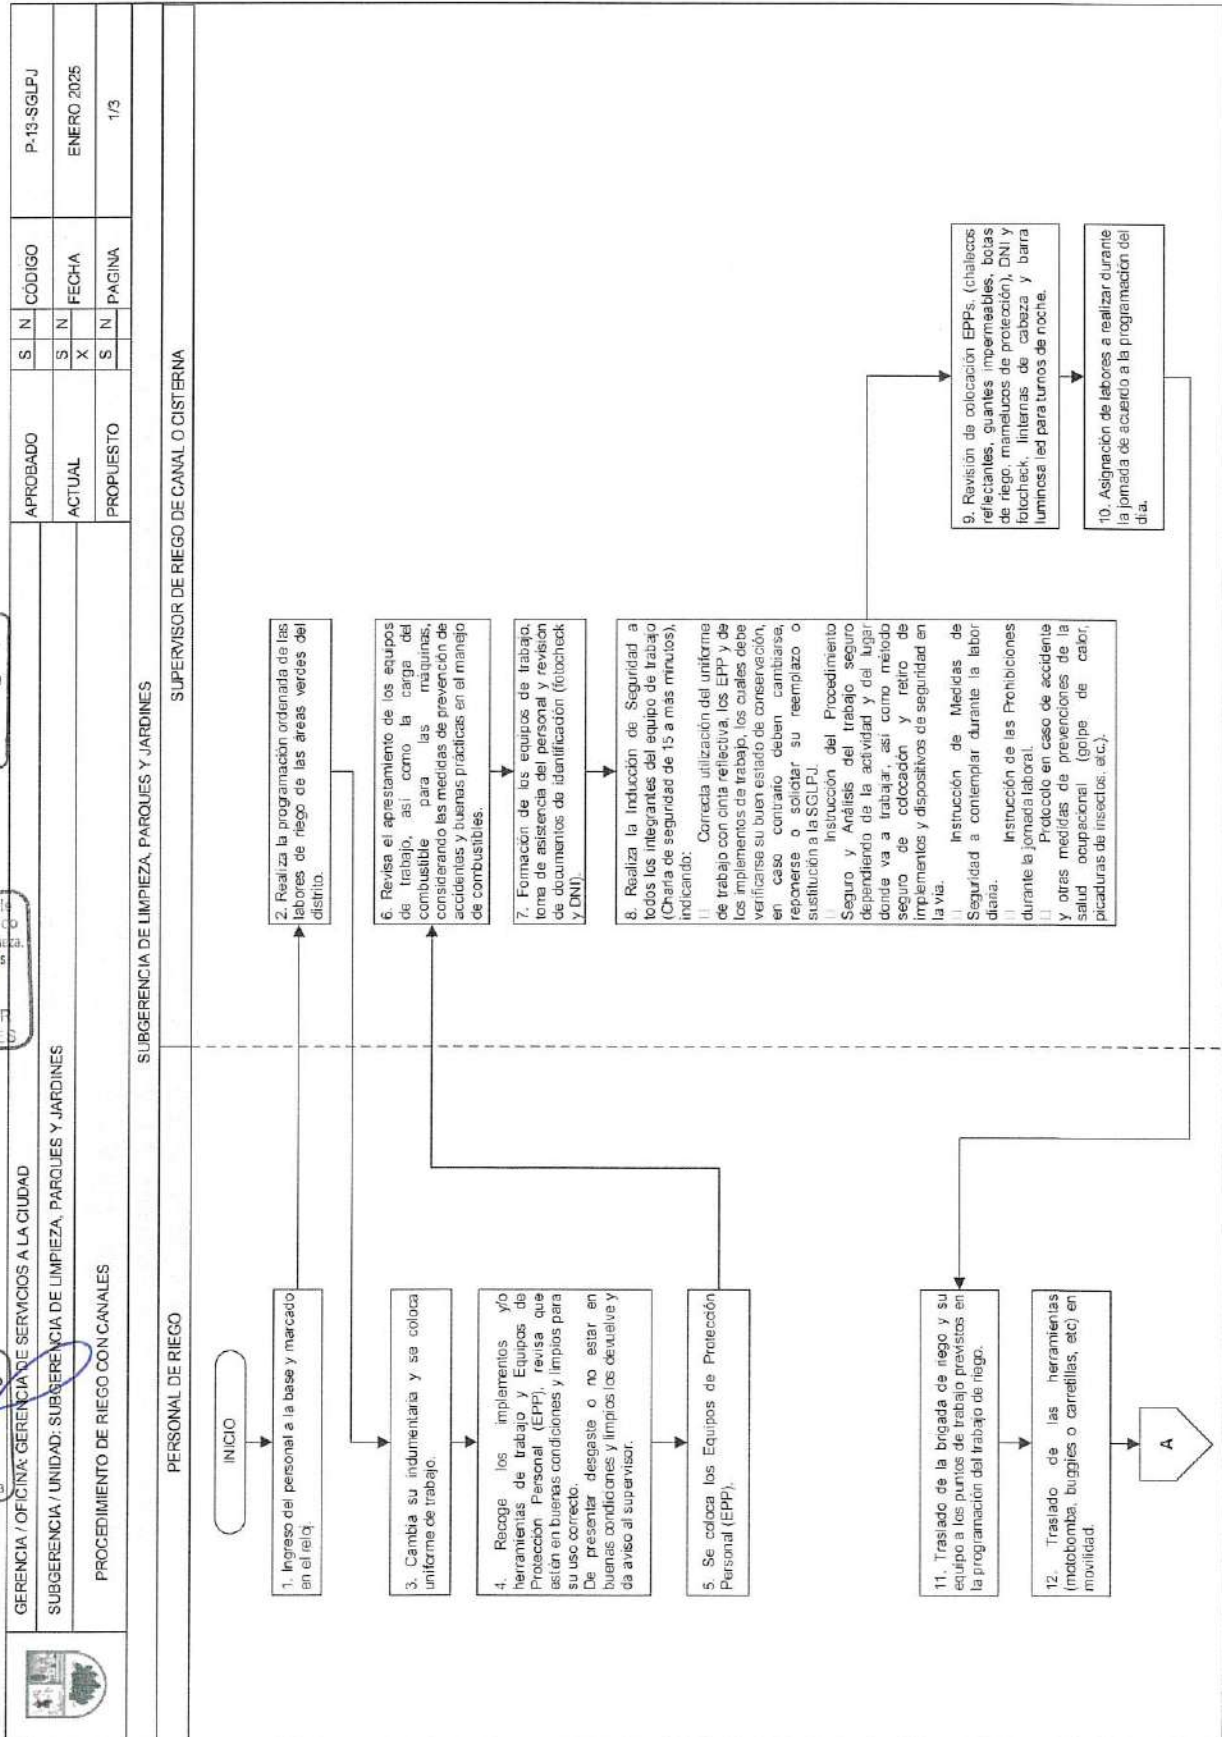 GERENCIA / OFICINA: GERENCIA DE SERVICIOS A LA CIUDAD
SUBGERENCIA / UNIDAD: SUBGERENCIA DE LIMPIEZA, PARQUES Y JARDINES
PROCEDIMIENTO DE RIEGO CON CANALES
APROBADO S N CÓDIGO P-13-SGLPJ
ACTUAL S N FECHA ENERO 2025
X
PROPUESTO S N PAGINA 1/3
SUBGERENCIA DE LIMPIEZA, PARQUES Y JARDINES
PERSONAL DE RIEGO
SUPERVISOR DE RIEGO DE CANAL O CISTERNA
INICIO
1. Ingreso del personal a la base y marcado
en el reloj.
2. Realiza la programación ordenada de las
labores de riego de las áreas verdes del
distrito.
3. Cambia su indumentaria y se coloca
uniforme de trabajo.
4. Recoge los implementos y/o
herramientas de trabajo y Equipos de
Protección Personal (EPP), revisa que
estén en buenas condiciones y limpios para
su uso correcto.
De presentar desgaste o no estar en
buenas condiciones y limpios los devuelve y
da aviso al supervisor.
5. Se coloca los Equipos de Protección
Personal (EPP).
6. Revisa el aprestamiento de los equipos
de trabajo, así como la carga del
combustible para las máquinas,
considerando las medidas de prevención de
accidentes y buenas prácticas en el manejo
de combustibles.
7. Formación de los equipos de trabajo,
toma de asistencia del personal y revisión
de documentos de identificación (fotocheck
y DNI).
8. Realiza la Inducción de Seguridad a
todos los integrantes del equipo de trabajo
(Charla de seguridad de 15 a más minutos),
indicando:
□ Correcta utilización del uniforme
de trabajo con cinta reflectiva, los EPP y de
los implementos de trabajo, los cuales debe
verificarse su buen estado de conservación,
en caso contrario deben cambiarse,
reponerse o solicitar su reemplazo o
sustitución a la SGLPJ.
□ Instrucción del Procedimiento
Seguro y Análisis del trabajo seguro
dependiendo de la actividad y del lugar
donde va a trabajar, así como método
seguro de colocación y retiro de
implementos y dispositivos de seguridad en
la vía.
□ Instrucción de Medidas de
Seguridad a contemplar durante la labor
diaria.
□ Instrucción de las Prohibiciones
durante la jornada laboral.
□ Protocolo en caso de accidente
y otras medidas de prevenciones de la
salud ocupacional (golpe de calor,
picaduras de insectos, etc.).
9. Revisión de colocación EPPs. (chalecos
reflectantes, guantes impermeables, botas
de riego, mamelucos de protección), DNI y
fotocheck, linternas de cabeza y barra
luminosa led para turnos de noche.
10. Asignación de labores a realizar durante
la jornada de acuerdo a la programación del
día.
11. Traslado de la brigada de riego y su
equipo a los puntos de trabajo previstos en
la programación del trabajo de riego.
12. Traslado de las herramientas
(motobomba, buggies o carretillas, etc) en
movilidad.
A